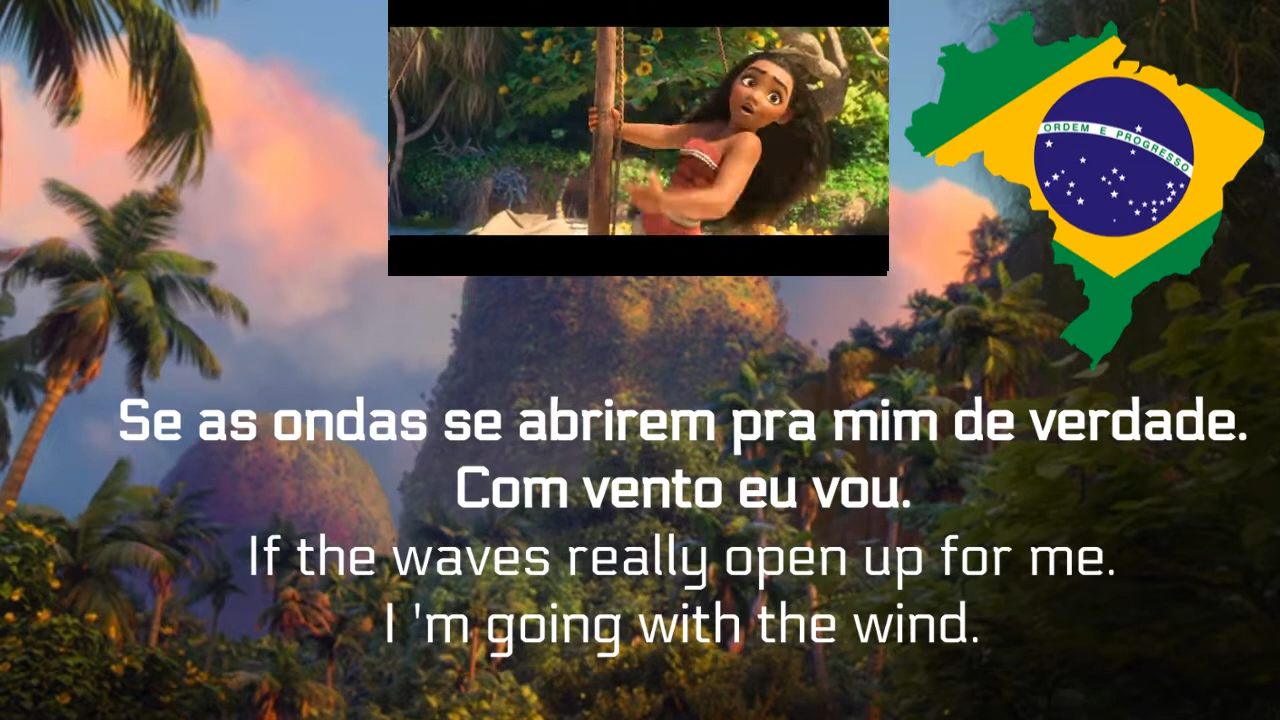 ORDEM E PROGRESSO
Se as ondas se abrirem pra mim de verdade.
Com vento eu vou.
If the waves really open up for me.
I 'm going with the wind.